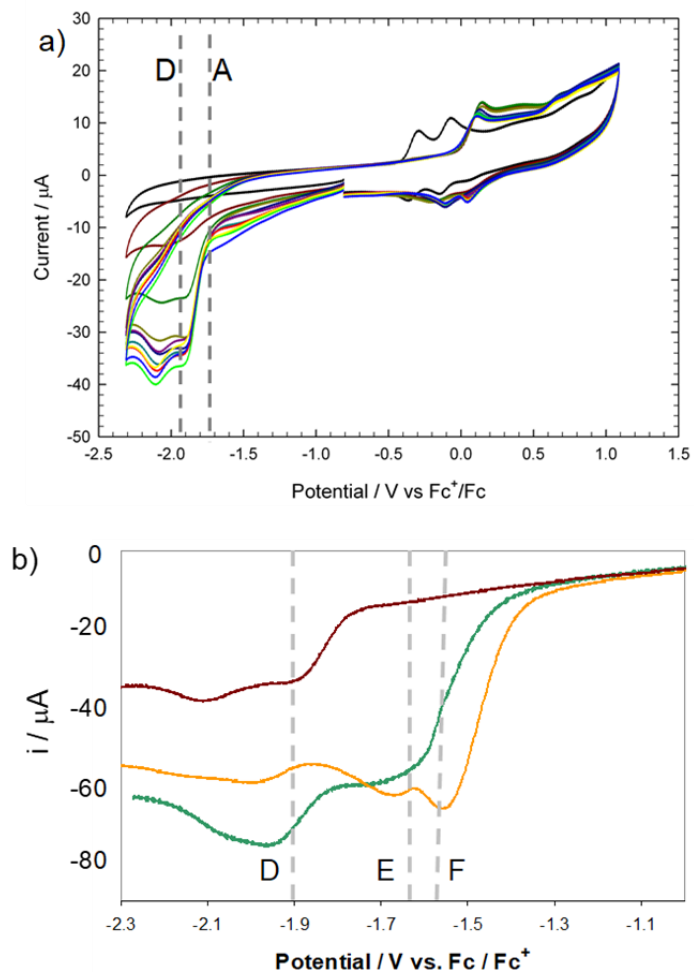 a)
D A
30
20
10
0
-10
-20
-30
-40
-50
Current / µA
-2.5 -2.0 -1.5 -1.0 -0.5 0.0 0.5 1.0 1.5
Potential / V vs Fc⁺/Fc
b)
0
-20
-40
-60
-80
i / µA
D E F
-2.3 -2.1 -1.9 -1.7 -1.5 -1.3 -1.1
Potential / V vs. Fc / Fc⁺